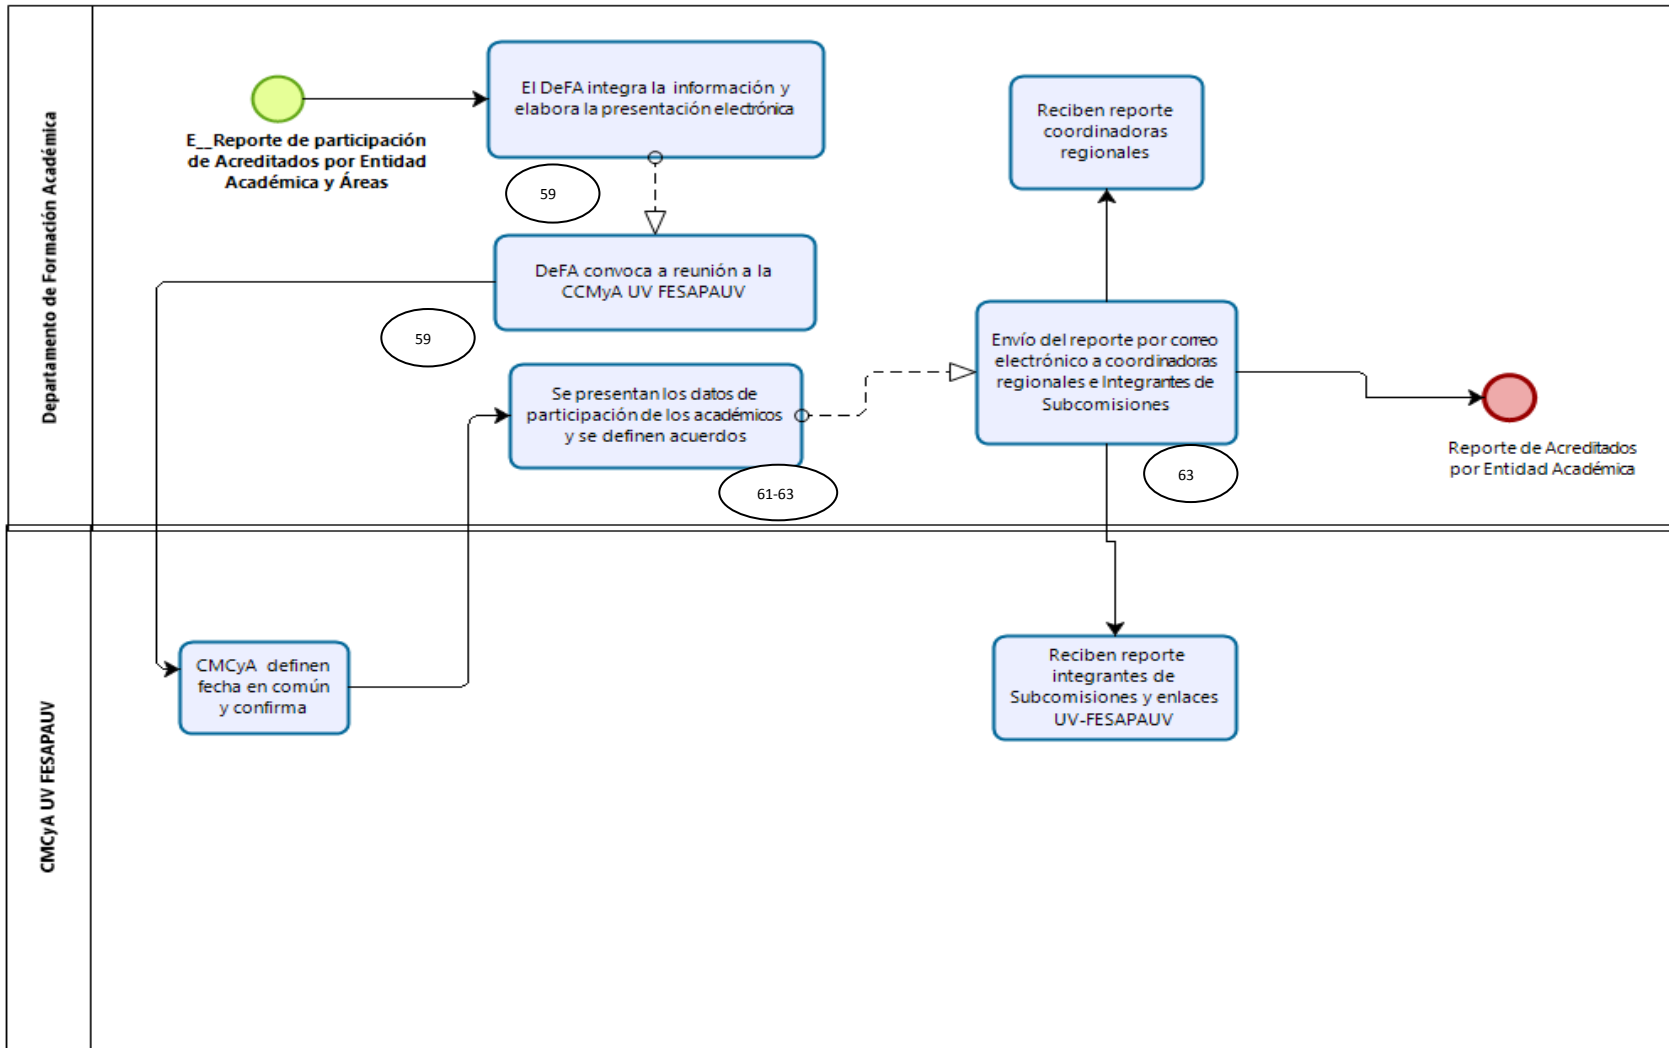 Departamento de Formación Académica
E__Reporte de participación
de Acreditados por Entidad
Académica y Áreas
El DeFA integra la información y
elabora la presentación electrónica
59
DeFA convoca a reunión a la
CCMyA UV FESAPAUV
59
Se presentan los datos de
participación de los académicos
y se definen acuerdos
61-63
Reciben reporte
coordinadoras
regionales
Envío del reporte por correo
electrónico a coordinadoras
regionales e Integrantes de
Subcomisiones
63
Reporte de Acreditados
por Entidad Académica
CMCyA UV FESAPAUV
CMCyA definen
fecha en común
y confirma
Reciben reporte
integrantes de
Subcomisiones y enlaces
UV-FESAPAUV